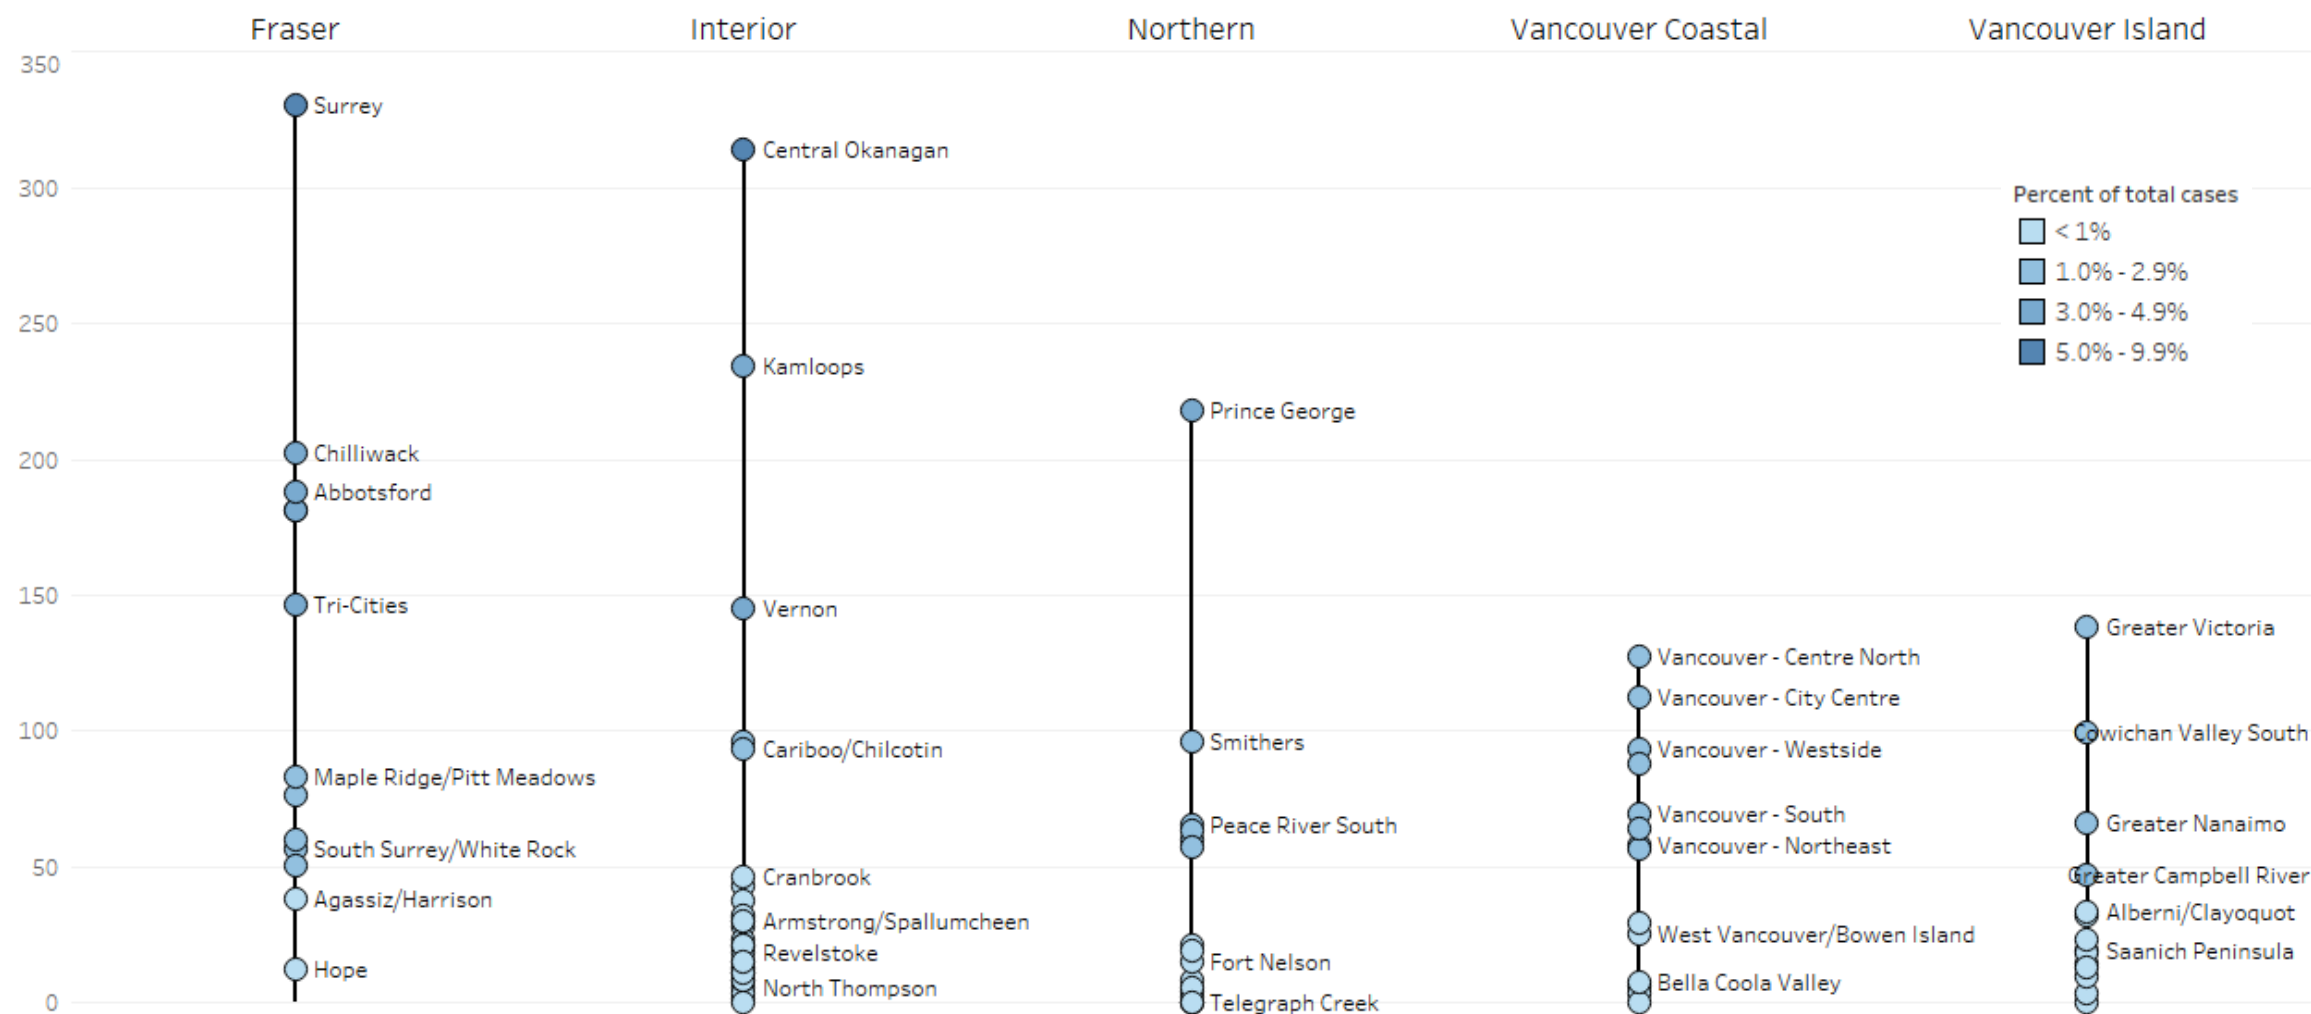 Fraser
Interior
Northern
Vancouver Coastal
Vancouver Island
350
300
250
200
150
100
50
0
Surrey
Chilliwack
Abbotsford
Tri-Cities
Maple Ridge/Pitt Meadows
South Surrey/White Rock
Agassiz/Harrison
Hope
Central Okanagan
Kamloops
Vernon
Cariboo/Chilcotin
Cranbrook
Armstrong/Spallumcheen
Revelstoke
North Thompson
Prince George
Smithers
Peace River South
Fort Nelson
Telegraph Creek
Vancouver - Centre North
Vancouver - City Centre
Vancouver - Westside
Vancouver - South
Vancouver - Northeast
West Vancouver/Bowen Island
Bella Coola Valley
Percent of total cases
< 1%
1.0% - 2.9%
3.0% - 4.9%
5.0% - 9.9%
Greater Victoria
Cowichan Valley South
Greater Nanaimo
Greater Campbell River
Alberni/Clayoquot
Saanich Peninsula